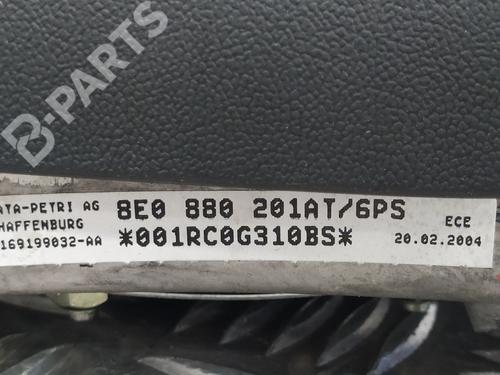 B-PARTS
ATA-PETRI AG
HAFFENBURG
169199032-AA
8E0 880 201AT/6PS
*001RC0G310BS*
ECE
20.02.2004